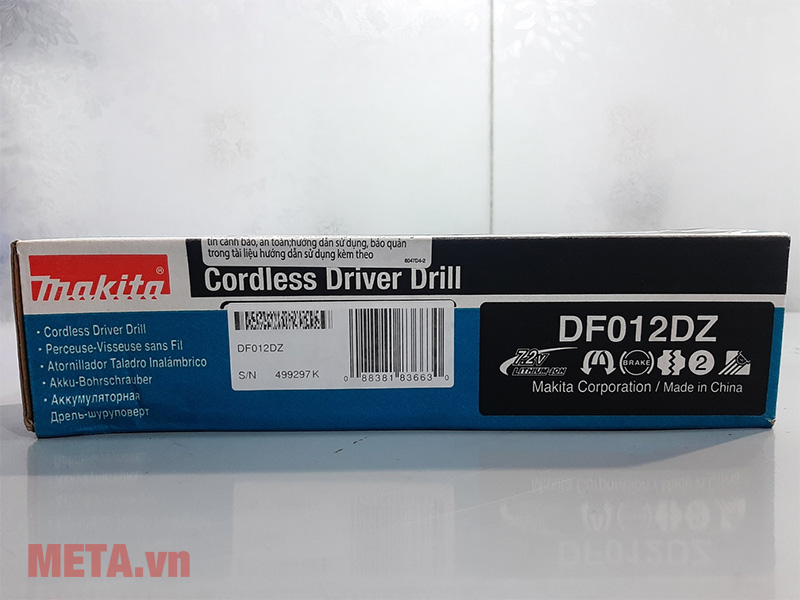 tin cảnh báo, an toàn,hướng dẫn sử dụng, bảo quản
trong tài liệu hướng dẫn sử dụng kèm theo
8047D4-2
makita®
Cordless Driver Drill
• Cordless Driver Drill
• Perceuse-Visseuse sans Fil
• Atornillador Taladro Inalámbrico
• Akku-Bohrschrauber
• Аккумуляторная
Дрель-шуруповерт
DF012DZ
S/N 499297K
0 88381 83663 0
DF012DZ
7.2V
LITHIUM-ION
BRAKE
2
Makita Corporation / Made in China
META.vn